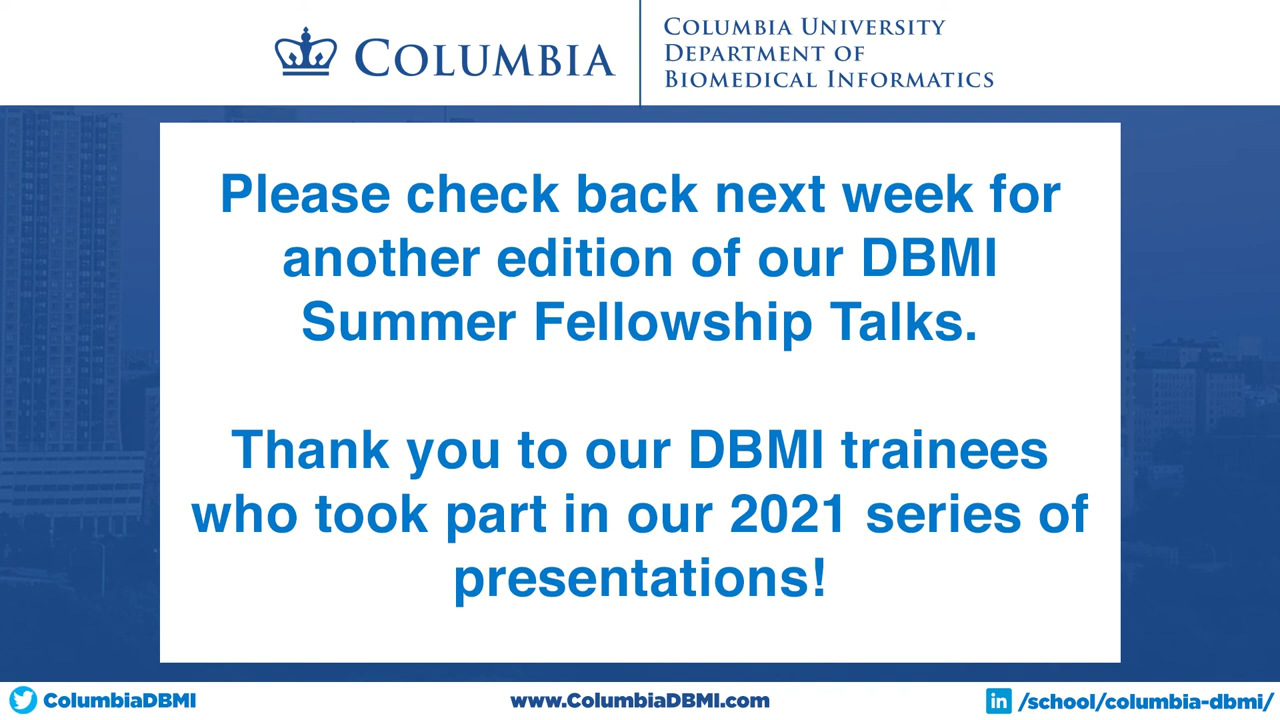 COLUMBIA
COLUMBIA UNIVERSITY
DEPARTMENT OF
BIOMEDICAL INFORMATICS
Please check back next week for
another edition of our DBMI
Summer Fellowship Talks.
Thank you to our DBMI trainees
who took part in our 2021 series of
presentations!
ColumbiaDBMI
www.ColumbiaDBMI.com
in /school/columbia-dbmi/